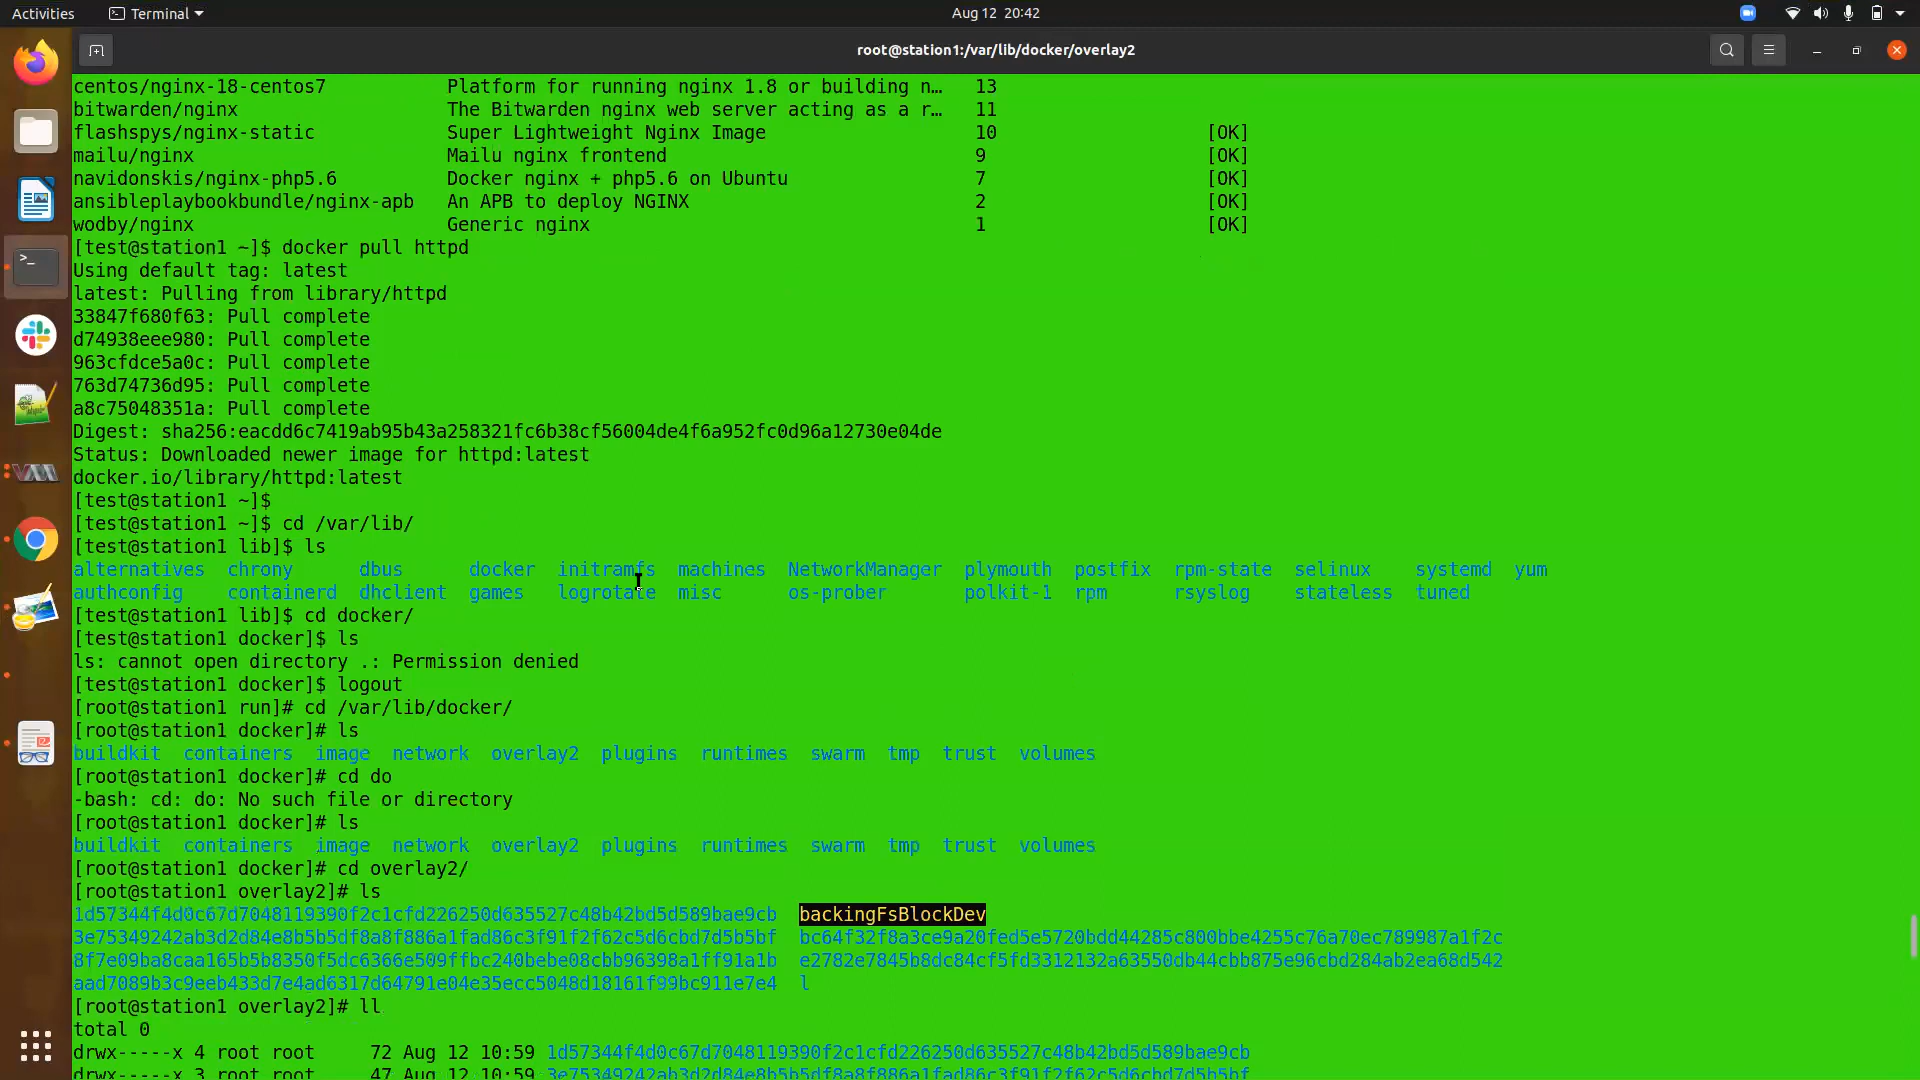 Activities Terminal Aug 12 20:42
root@station1:/var/lib/docker/overlay2
centos/nginx-18-centos7 Platform for running nginx 1.8 or building n… 13
bitwarden/nginx The Bitwarden nginx web server acting as a r… 11
flashspys/nginx-static Super Lightweight Nginx Image 10 [OK]
mailu/nginx Mailu nginx frontend 9 [OK]
navidonskis/nginx-php5.6 Docker nginx + php5.6 on Ubuntu 7 [OK]
ansibleplaybookbundle/nginx-apb An APB to deploy NGINX 2 [OK]
wodby/nginx Generic nginx 1 [OK]
[test@station1 ~]$ docker pull httpd
Using default tag: latest
latest: Pulling from library/httpd
33847f680f63: Pull complete
d74938eee980: Pull complete
963cfdce5a0c: Pull complete
763d74736d95: Pull complete
a8c75048351a: Pull complete
Digest: sha256:eacdd6c7419ab95b43a258321fc6b38cf56004de4f6a952fc0d96a12730e04de
Status: Downloaded newer image for httpd:latest
docker.io/library/httpd:latest
[test@station1 ~]$
[test@station1 ~]$ cd /var/lib/
[test@station1 lib]$ ls
alternatives chrony dbus docker initramfs machines NetworkManager plymouth postfix rpm-state selinux systemd yum
authconfig containerd dhclient games logrotate misc os-prober polkit-1 rpm rsyslog stateless tuned
[test@station1 lib]$ cd docker/
[test@station1 docker]$ ls
ls: cannot open directory .: Permission denied
[test@station1 docker]$ logout
[root@station1 run]# cd /var/lib/docker/
[root@station1 docker]# ls
buildkit containers image network overlay2 plugins runtimes swarm tmp trust volumes
[root@station1 docker]# cd do
-bash: cd: do: No such file or directory
[root@station1 docker]# ls
buildkit containers image network overlay2 plugins runtimes swarm tmp trust volumes
[root@station1 docker]# cd overlay2/
[root@station1 overlay2]# ls
1d57344f4d0c67d7048119390f2c1cfd226250d635527c48b42bd5d589bae9cb backingFsBlockDev
3e75349242ab3d2d84e8b5b5df8a8f886a1fad86c3f91f2f62c5d6cbd7d5b5bf bc64f32f8a3ce9a20fed5e5720bdd44285c800bbe4255c76a70ec789987a1f2c
8f7e09ba8caa165b5b8350f5dc6366e509ffbc240bebe08cbb96398a1ff91a1b e2782e7845b8dc84cf5fd3312132a63550db44cbb875e96cbd284ab2ea68d542
aad7089b3c9eeb433d7e4ad6317d64791e04e35ecc5048d18161f99bc911e7e4 l
[root@station1 overlay2]# ll
total 0
drwx-----x 4 root root 72 Aug 12 10:59 1d57344f4d0c67d7048119390f2c1cfd226250d635527c48b42bd5d589bae9cb
drwx-----x 3 root root 47 Aug 12 10:59 3e75349242ab3d2d84e8b5b5df8a8f886a1fad86c3f91f2f62c5d6cbd7d5b5bf